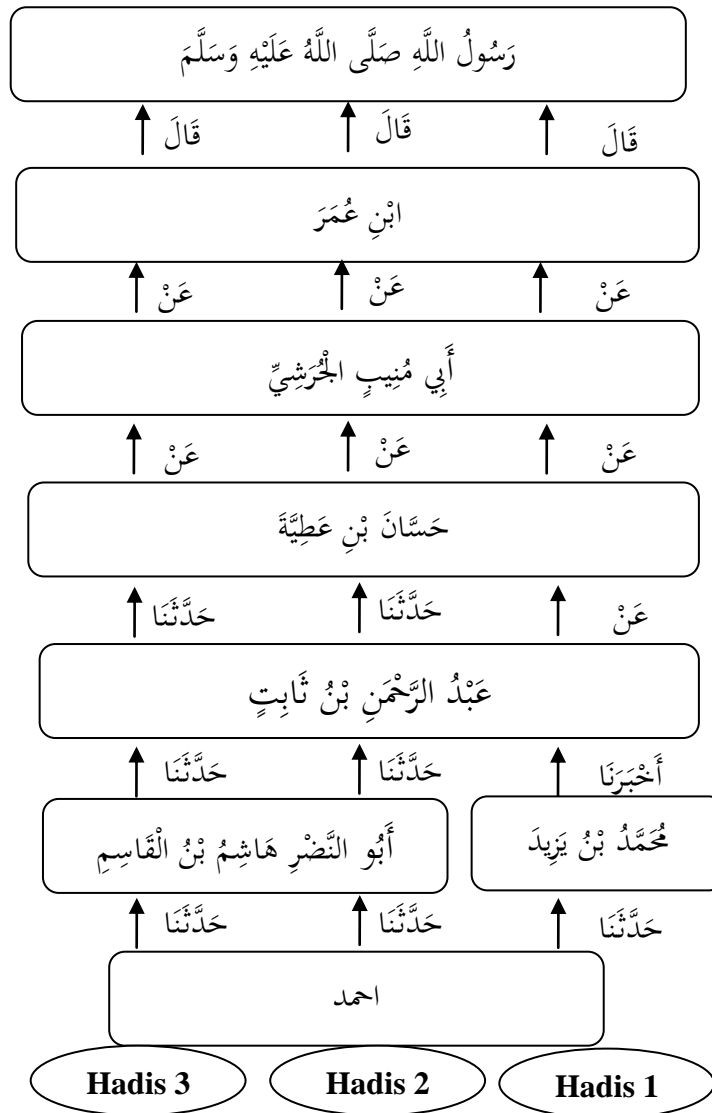 رَسُولُ اللَّهِ صَلَّى اللَّهُ عَلَيْهِ وَسَلَّمَ
قَالَ قَالَ قَالَ
ابْنِ عُمَرَ
عَنْ عَنْ عَنْ
أَبِي مُنِيبٍ الْجُرَشِيِّ
عَنْ عَنْ عَنْ
حَسَّانَ بْنِ عَطِيَّةَ
عَنْ حَدَّثَنَا حَدَّثَنَا
عَبْدُ الرَّحْمَنِ بْنُ ثَابِتٍ
أَخْبَرَنَا حَدَّثَنَا حَدَّثَنَا
مُحَمَّدُ بْنُ يَزِيدَ أَبُو النَّضْرِ هَاشِمُ بْنُ الْقَاسِمِ
حَدَّثَنَا حَدَّثَنَا حَدَّثَنَا
احمد
Hadis 3 Hadis 2 Hadis 1